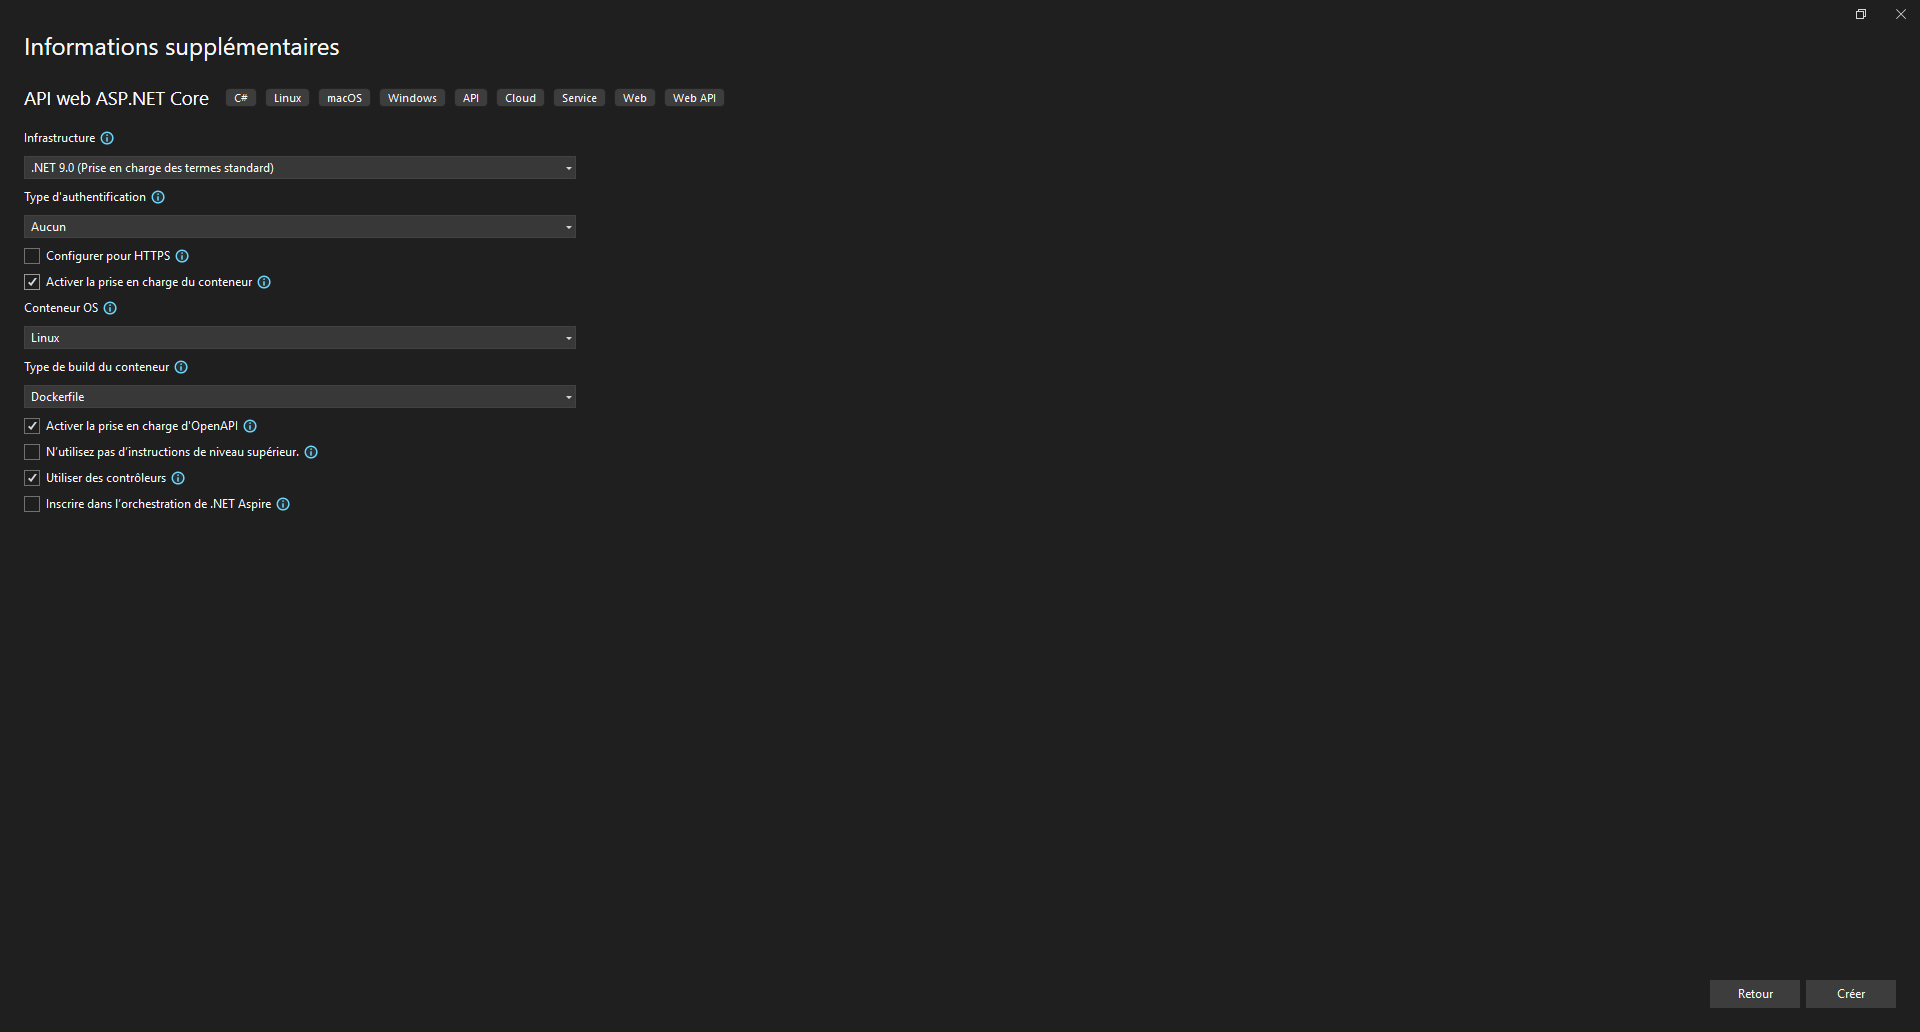 Informations supplémentaires
API web ASP.NET Core C# Linux macOS Windows API Cloud Service Web Web API
Infrastructure
.NET 9.0 (Prise en charge des termes standard)
Type d'authentification
Aucun
Configurer pour HTTPS
Activer la prise en charge du conteneur
Conteneur OS
Linux
Type de build du conteneur
Dockerfile
Activer la prise en charge d'OpenAPI
N’utilisez pas d’instructions de niveau supérieur.
Utiliser des contrôleurs
Inscrire dans l’orchestration de .NET Aspire
Retour Créer